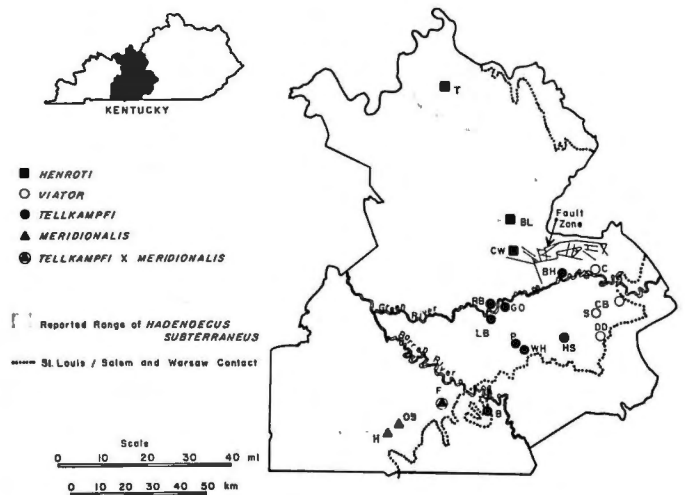 KENTUCKY
HENROTI
VIATOR
TELLKAMPFI
MERIDIONALIS
TELLKAMPFI X MERIDIONALIS
Reported Range of HADENOECUS
SUBTERRANEUS
St. Louis / Salem and Warsaw Contact
Scale
0 10 20 30 40 mi
0 10 20 30 40 50 km
T
BL
Fault
Zone
CW
BH
C
RB
GO
CB
S
Green River
LB
DD
P
WH
HS
Barren River
F
B
OS
H